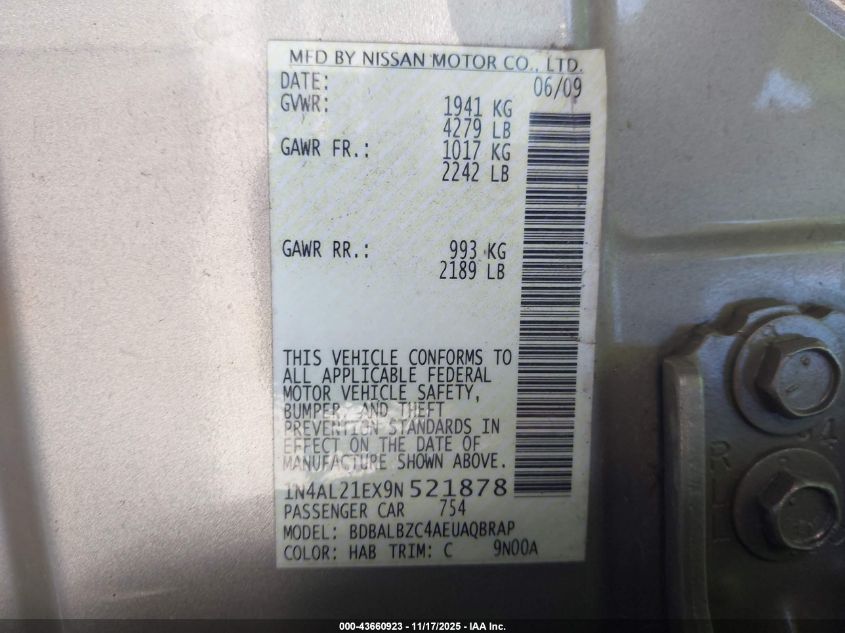 MFD BY NISSAN MOTOR CO., LTD.
DATE: 06/09
GVWR: 1941 KG
4279 LB
GAWR FR.: 1017 KG
2242 LB
GAWR RR.: 993 KG
2189 LB
THIS VEHICLE CONFORMS TO
ALL APPLICABLE FEDERAL
MOTOR VEHICLE SAFETY,
BUMPER, AND THEFT
PREVENTION STANDARDS IN
EFFECT ON THE DATE OF
MANUFACTURE SHOWN ABOVE.
1N4AL21EX9N521878
PASSENGER CAR 754
MODEL: BDBALBZC4AEUAQBRAP
COLOR: HAB TRIM: C 9N00A
000-43660923 - 11/17/2025 - IAA Inc.